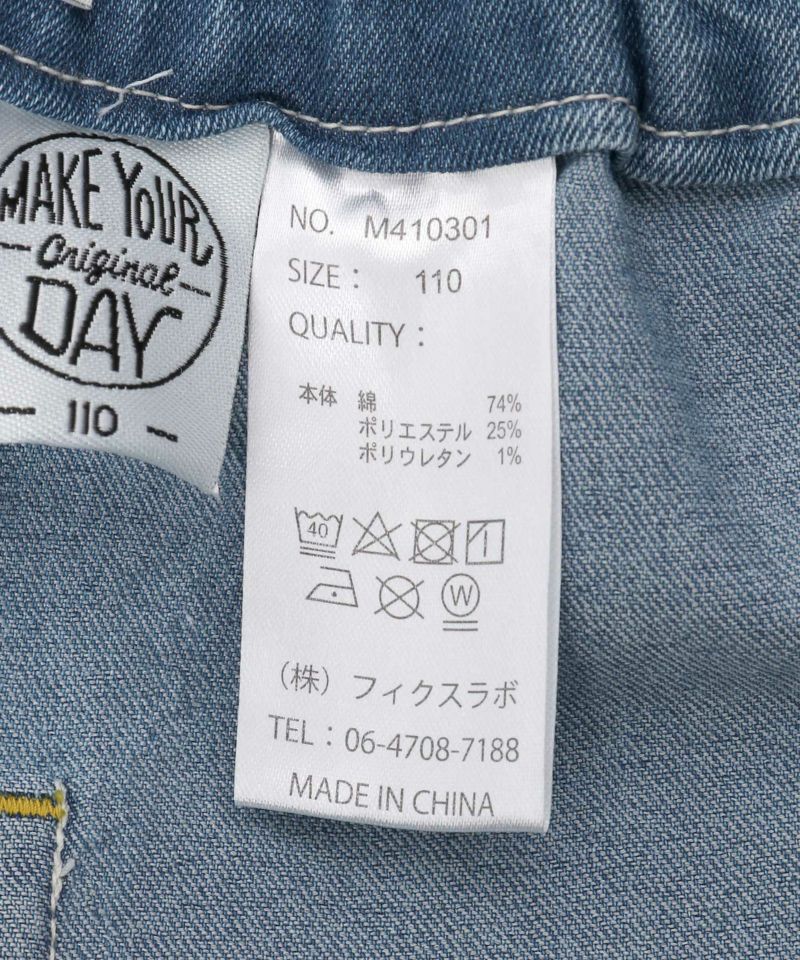 MAKE YOUR
Original
DAY
110
NO. M410301
SIZE： 110
QUALITY：
本体 綿 74%
ポリエステル 25%
ポリウレタン 1%
40
W
（株）フィクスラボ
TEL：06-4708-7188
MADE IN CHINA